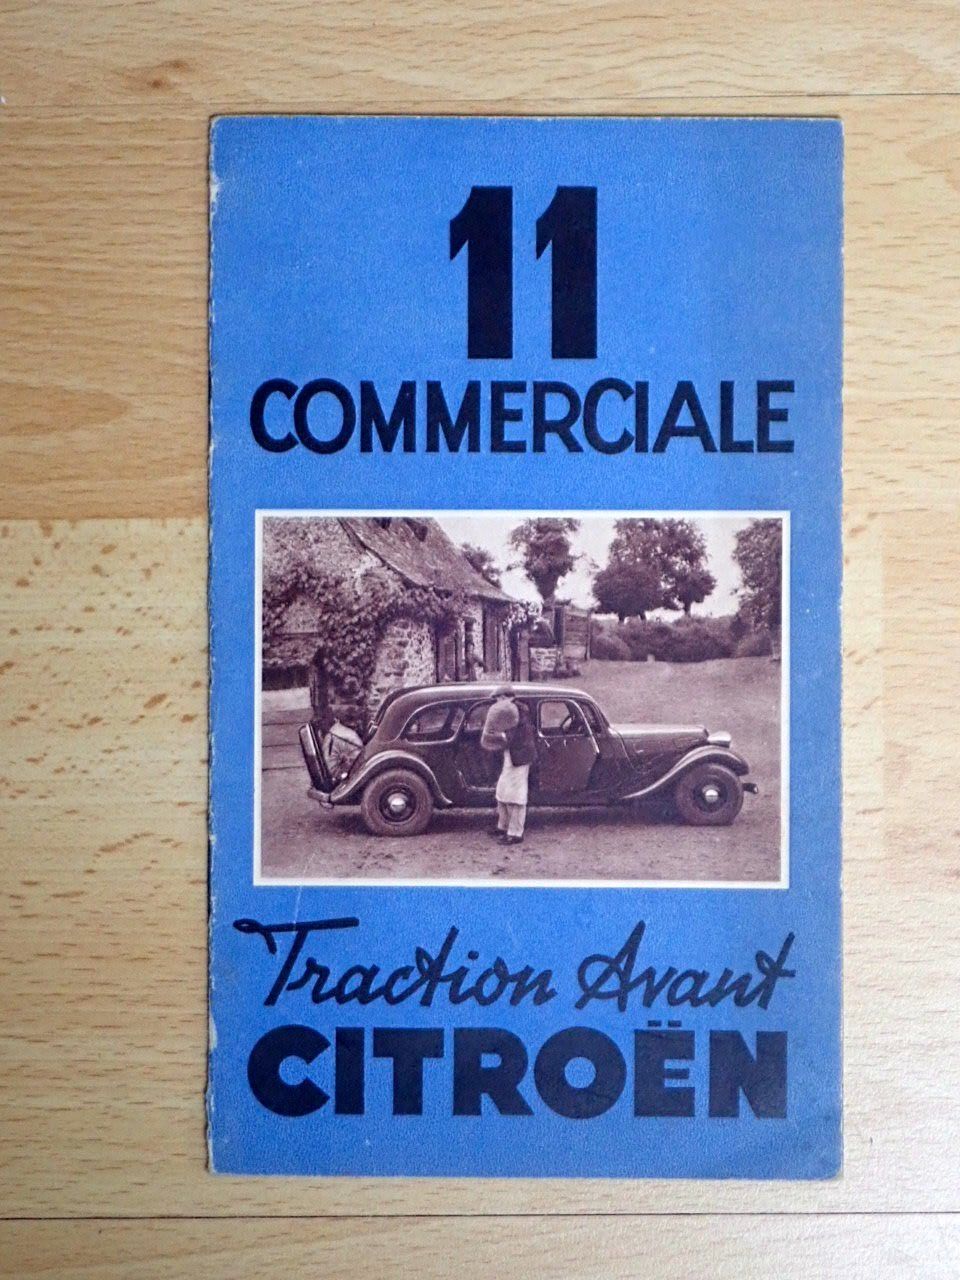 11
COMMERCIALE
Traction Avant
CITROËN